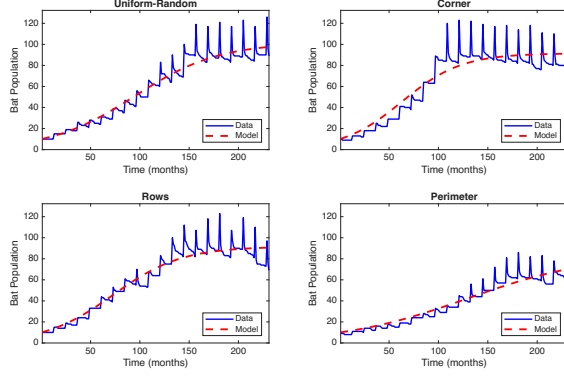 Uniform-Random
Bat Population
120
100
80
60
40
20
0
50
100
150
200
Time (months)
Data
Model
Corner
Bat Population
120
100
80
60
40
20
0
50
100
150
200
Time (months)
Data
Model
Rows
Bat Population
120
100
80
60
40
20
0
50
100
150
200
Time (months)
Data
Model
Perimeter
Bat Population
120
100
80
60
40
20
0
50
100
150
200
Time (months)
Data
Model